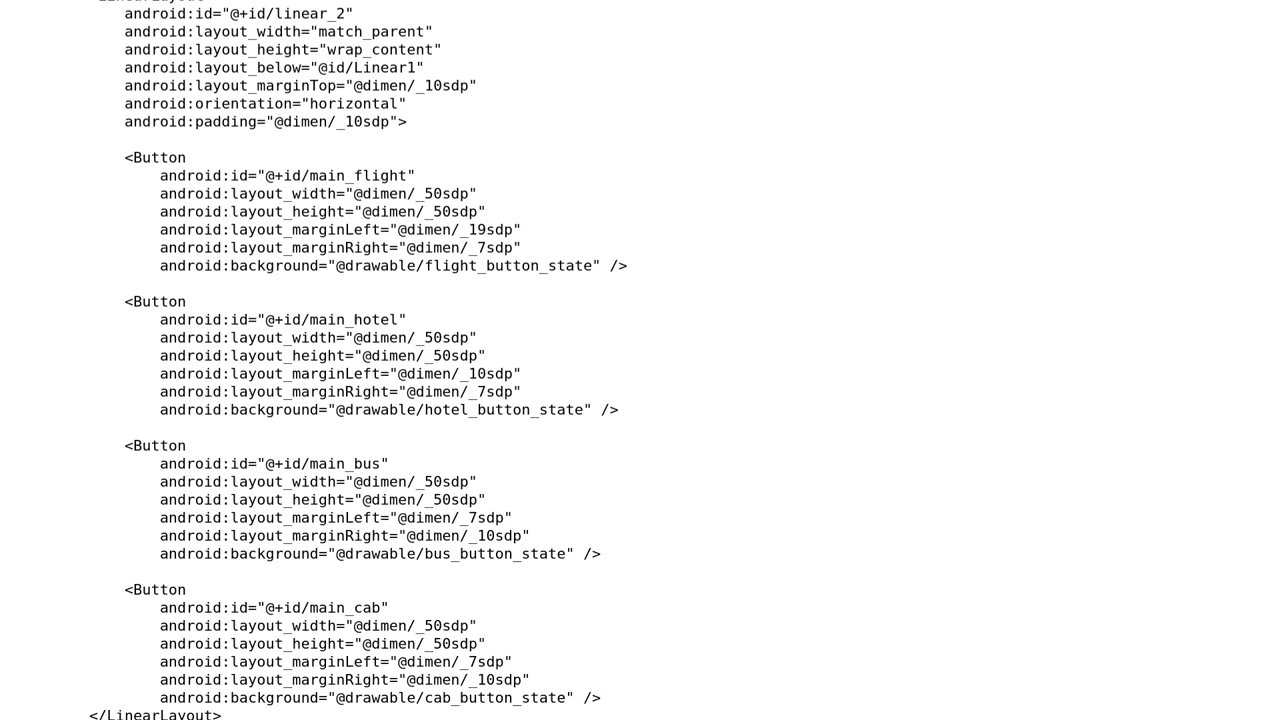 <LinearLayout
android:id="@+id/linear_2"
android:layout_width="match_parent"
android:layout_height="wrap_content"
android:layout_below="@id/Linear1"
android:layout_marginTop="@dimen/_10sdp"
android:orientation="horizontal"
android:padding="@dimen/_10sdp">
<Button
android:id="@+id/main_flight"
android:layout_width="@dimen/_50sdp"
android:layout_height="@dimen/_50sdp"
android:layout_marginLeft="@dimen/_19sdp"
android:layout_marginRight="@dimen/_7sdp"
android:background="@drawable/flight_button_state" />
<Button
android:id="@+id/main_hotel"
android:layout_width="@dimen/_50sdp"
android:layout_height="@dimen/_50sdp"
android:layout_marginLeft="@dimen/_10sdp"
android:layout_marginRight="@dimen/_7sdp"
android:background="@drawable/hotel_button_state" />
<Button
android:id="@+id/main_bus"
android:layout_width="@dimen/_50sdp"
android:layout_height="@dimen/_50sdp"
android:layout_marginLeft="@dimen/_7sdp"
android:layout_marginRight="@dimen/_10sdp"
android:background="@drawable/bus_button_state" />
<Button
android:id="@+id/main_cab"
android:layout_width="@dimen/_50sdp"
android:layout_height="@dimen/_50sdp"
android:layout_marginLeft="@dimen/_7sdp"
android:layout_marginRight="@dimen/_10sdp"
android:background="@drawable/cab_button_state" />
</LinearLayout>